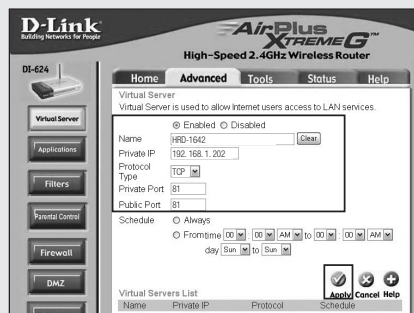 D-Link
Building Networks for People
AirPlus
XTREME G™
High-Speed 2.4GHz Wireless Router
DI-624
Home Advanced Tools Status Help
Virtual Server
Applications
Filters
Parental Control
Firewall
DMZ
Virtual Server
Virtual Server is used to allow Internet users access to LAN services.
Enabled Disabled
Name HRD-1642 Clear
Private IP 192.168.1.202
Protocol Type TCP
Private Port 81
Public Port 81
Schedule Always
From time 00 : 00 AM to 00 : 00 AM
day Sun to Sun
Apply Cancel Help
Virtual Servers List
Name Private IP Protocol Schedule